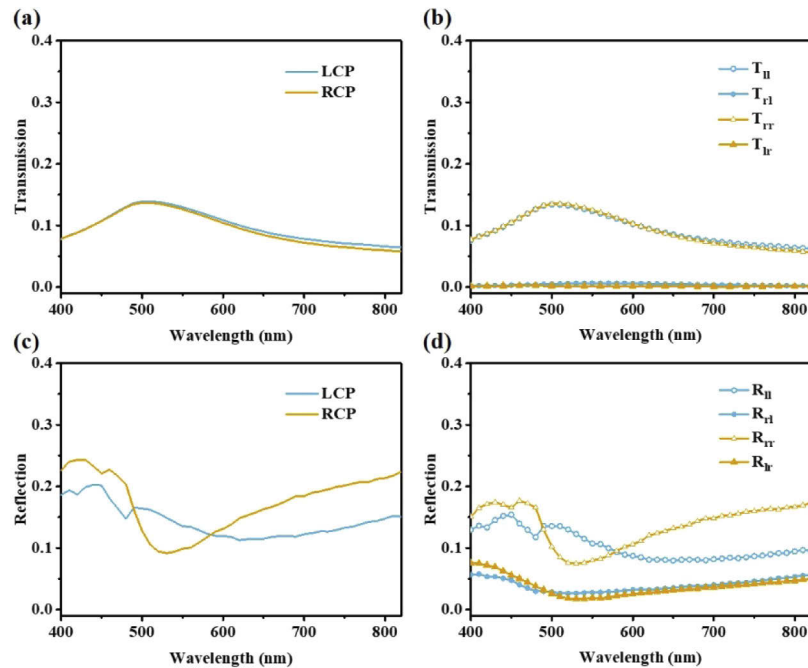 (a)
0.4
0.3
0.2
0.1
0.0
Transmission
400 500 600 700 800
Wavelength (nm)
LCP
RCP
(b)
0.4
0.3
0.2
0.1
0.0
Transmission
400 500 600 700 800
Wavelength (nm)
T_ll
T_rl
T_rr
T_lr
(c)
0.4
0.3
0.2
0.1
0.0
Reflection
400 500 600 700 800
Wavelength (nm)
LCP
RCP
(d)
0.4
0.3
0.2
0.1
0.0
Reflection
400 500 600 700 800
Wavelength (nm)
R_ll
R_rl
R_rr
R_lr